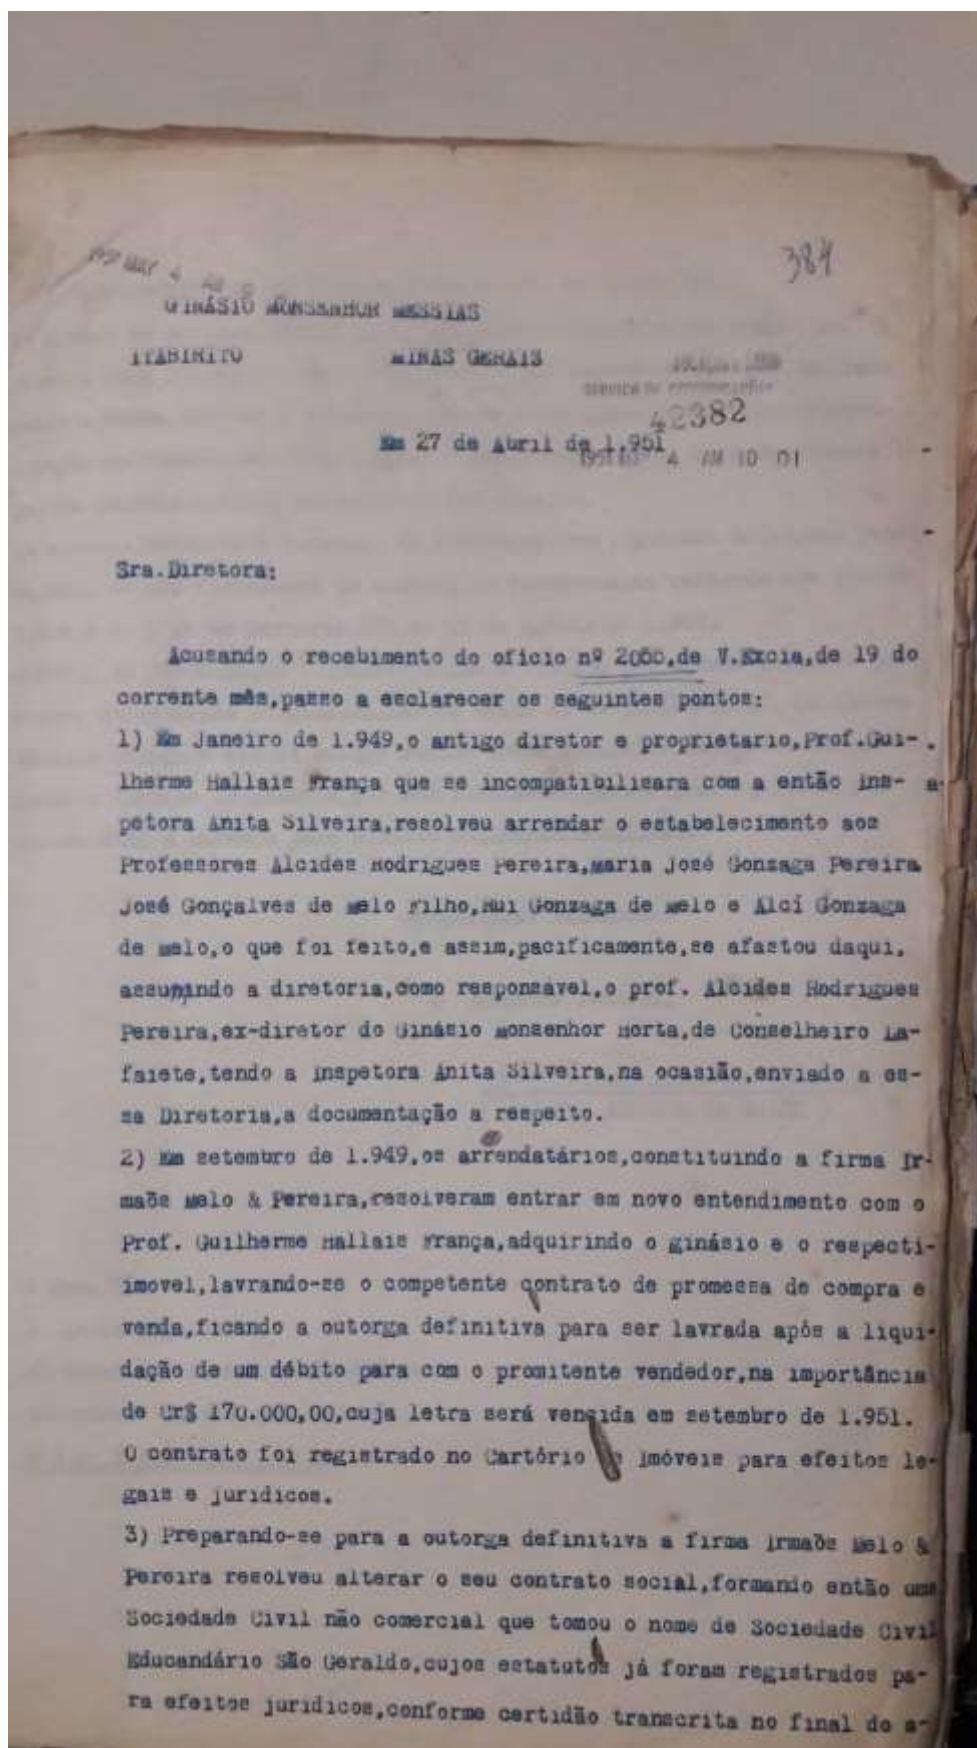 384
GINÁSIO MONSENHOR MESSIAS
ITABIRITO MINAS GERAIS
42382
Em 27 de Abril de 1.951
4 AM 10 01
Sra.Diretora:
Acusando o recebimento do oficio nº de V.Excia,de 19 do
corrente mês,passo a esclarecer os seguintes pontos:
1) Em Janeiro de 1.949,o antigo diretor e proprietario,Prof.Gui-
lherme Hallais França que se incompatibilisara com a então ins-
petora Anita Silveira,resolveu arrendar o estabelecimento aos
Professores Alcides Rodrigues Pereira,Maria José Gonzaga Pereira
José Gonçalves de Melo Filho,Rui Gonzaga de Melo e Alcí Gonzaga
de Melo,o que foi feito,e assim,pacificamente,se afastou daqui,
assumindo a diretoria,como responsavel,o prof. Alcides Rodrigues
Pereira,ex-diretor do Ginásio Monsenhor Horta,de Conselheiro La-
faiete,tendo a inspetora Anita Silveira,na ocasião,enviado a es-
sa Diretoria,a documentação a respeito.
2) Em setembro de 1.949,os arrendatários,constituindo a firma Ir-
maõs Melo & Pereira,resolveram entrar em novo entendimento com o
Prof. Guilherme Hallais França,adquirindo o ginásio e o respecti-
imovel,lavrando-se o competente contrato de promessa de compra e
venda,ficando a outorga definitiva para ser lavrada após a liqui-
dação de um débito para com o promitente vendedor,na importância
de Cr$ 170.000,00,cuja letra será vencida em setembro de 1.951.
O contrato foi registrado no Cartório de Imóveis para efeitos le-
gais e juridicos.
3) Preparando-se para a outorga definitiva a firma Irmaõs Melo &
Pereira resolveu alterar o seu contrato social,formando então uma
Sociedade Civil não comercial que tomou o nome de Sociedade Civil
Educandário São Geraldo,cujos estatutos já foram registrados pa-
ra efeitos juridicos,conforme certidão transcrita no final do a-